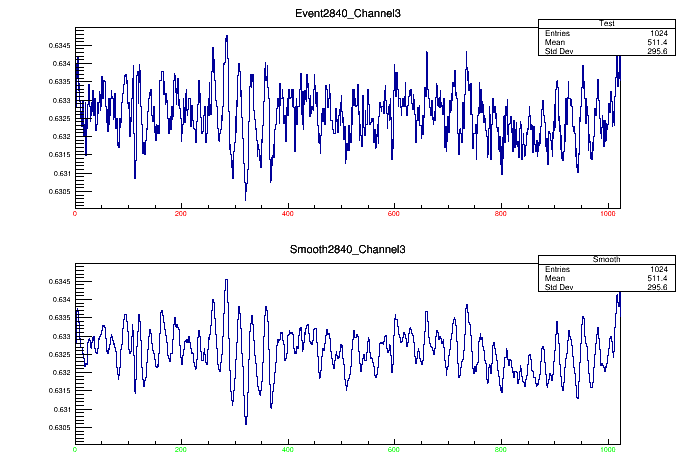 Event2840_Channel3
Test
Entries 1024
Mean 511.4
Std Dev 295.6
0.6345
0.634
0.6335
0.633
0.6325
0.632
0.6315
0.631
0.6305
0 200 400 600 800 1000
Smooth2840_Channel3
Smooth
Entries 1024
Mean 511.4
Std Dev 295.6
0.6345
0.634
0.6335
0.633
0.6325
0.632
0.6315
0.631
0.6305
0 200 400 600 800 1000